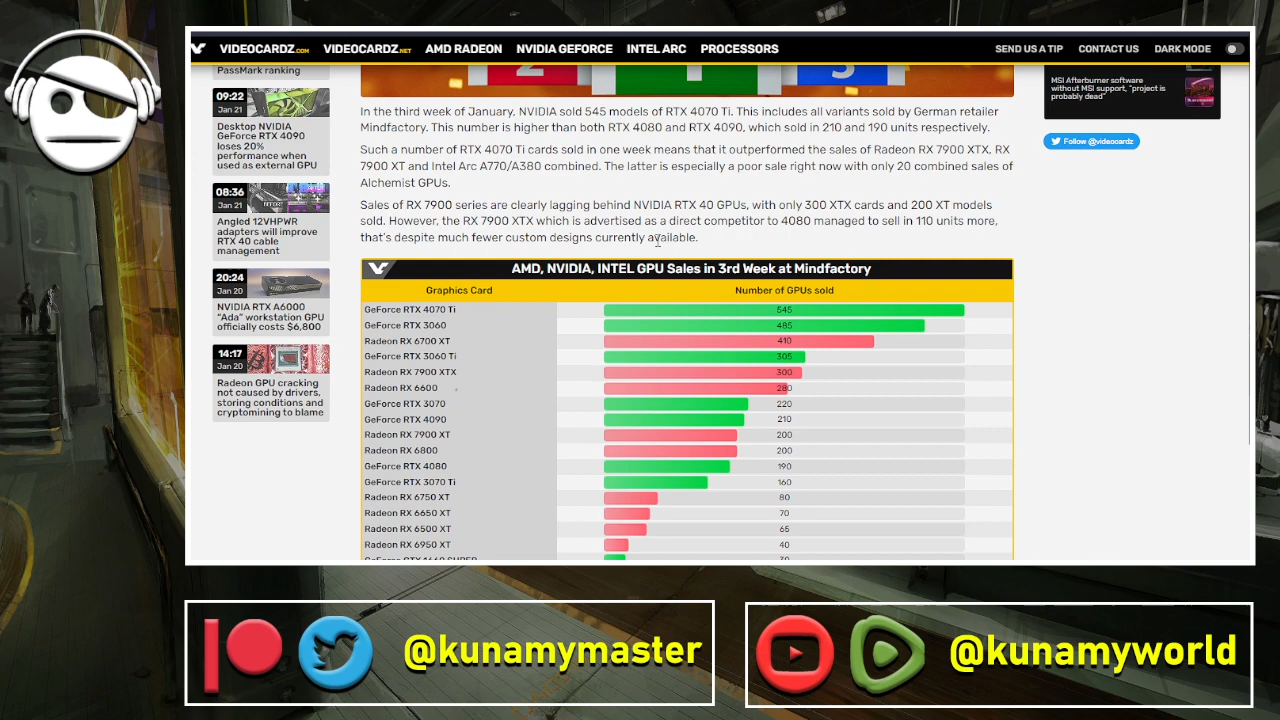 VIDEOCARDZ.COM VIDEOCARDZ.NET AMD RADEON NVIDIA GEFORCE INTEL ARC PROCESSORS SEND US A TIP CONTACT US DARK MODE
PassMark ranking
09:22
Jan 21
Desktop NVIDIA
GeForce RTX 4090
loses 20%
performance when
used as external GPU
08:36
Jan 21
Angled 12VHPWR
adapters will improve
RTX 40 cable
management
20:24
Jan 20
NVIDIA RTX A6000
“Ada” workstation GPU
officially costs $6,800
14:17
Jan 20
Radeon GPU cracking
not caused by drivers,
storing conditions and
cryptomining to blame
2 1 3
In the third week of January, NVIDIA sold 545 models of RTX 4070 Ti. This includes all variants sold by German retailer
Mindfactory. This number is higher than both RTX 4080 and RTX 4090, which sold in 210 and 190 units respectively.
Such a number of RTX 4070 Ti cards sold in one week means that it outperformed the sales of Radeon RX 7900 XTX, RX
7900 XT and Intel Arc A770/A380 combined. The latter is especially a poor sale right now with only 20 combined sales of
Alchemist GPUs.
Sales of RX 7900 series are clearly lagging behind NVIDIA RTX 40 GPUs, with only 300 XTX cards and 200 XT models
sold. However, the RX 7900 XTX which is advertised as a direct competitor to 4080 managed to sell in 110 units more,
that’s despite much fewer custom designs currently available.
AMD, NVIDIA, INTEL GPU Sales in 3rd Week at Mindfactory
Graphics Card Number of GPUs sold
GeForce RTX 4070 Ti 545
GeForce RTX 3060 485
Radeon RX 6700 XT 410
GeForce RTX 3060 Ti 305
Radeon RX 7900 XTX 300
Radeon RX 6600 280
GeForce RTX 3070 220
GeForce RTX 4090 210
Radeon RX 7900 XT 200
Radeon RX 6800 200
GeForce RTX 4080 190
GeForce RTX 3070 Ti 160
Radeon RX 6750 XT 80
Radeon RX 6650 XT 70
Radeon RX 6500 XT 65
Radeon RX 6950 XT 40
GeForce GTX 1660 SUPER 30
MSI Afterburner software
without MSI support, “project is
probably dead”
Follow @videocardz
@kunamymaster
@kunamyworld